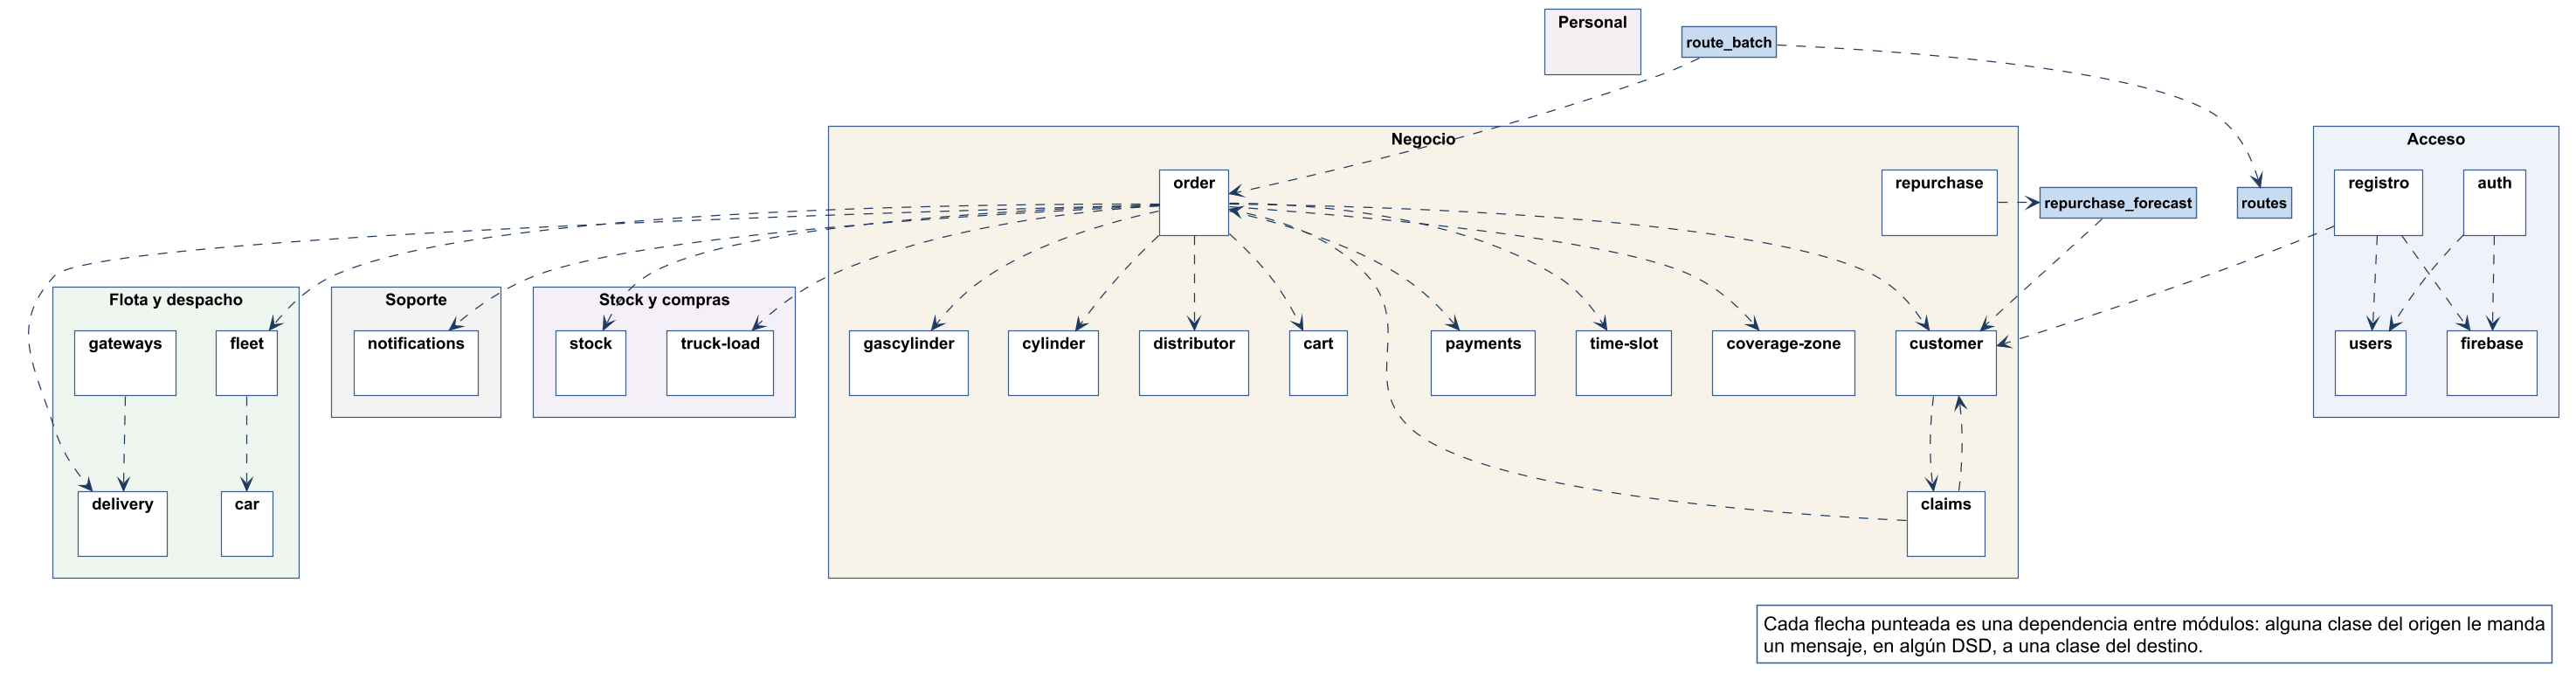 Personal
route_batch
Negocio
Acceso
order
repurchase
repurchase_forecast
routes
registro
auth
Flota y despacho
Soporte
Stock y compras
gateways
fleet
notifications
stock
truck-load
gascylinder
cylinder
distributor
cart
payments
time-slot
coverage-zone
customer
users
firebase
delivery
car
claims
Cada flecha punteada es una dependencia entre módulos: alguna clase del origen le manda
un mensaje, en algún DSD, a una clase del destino.